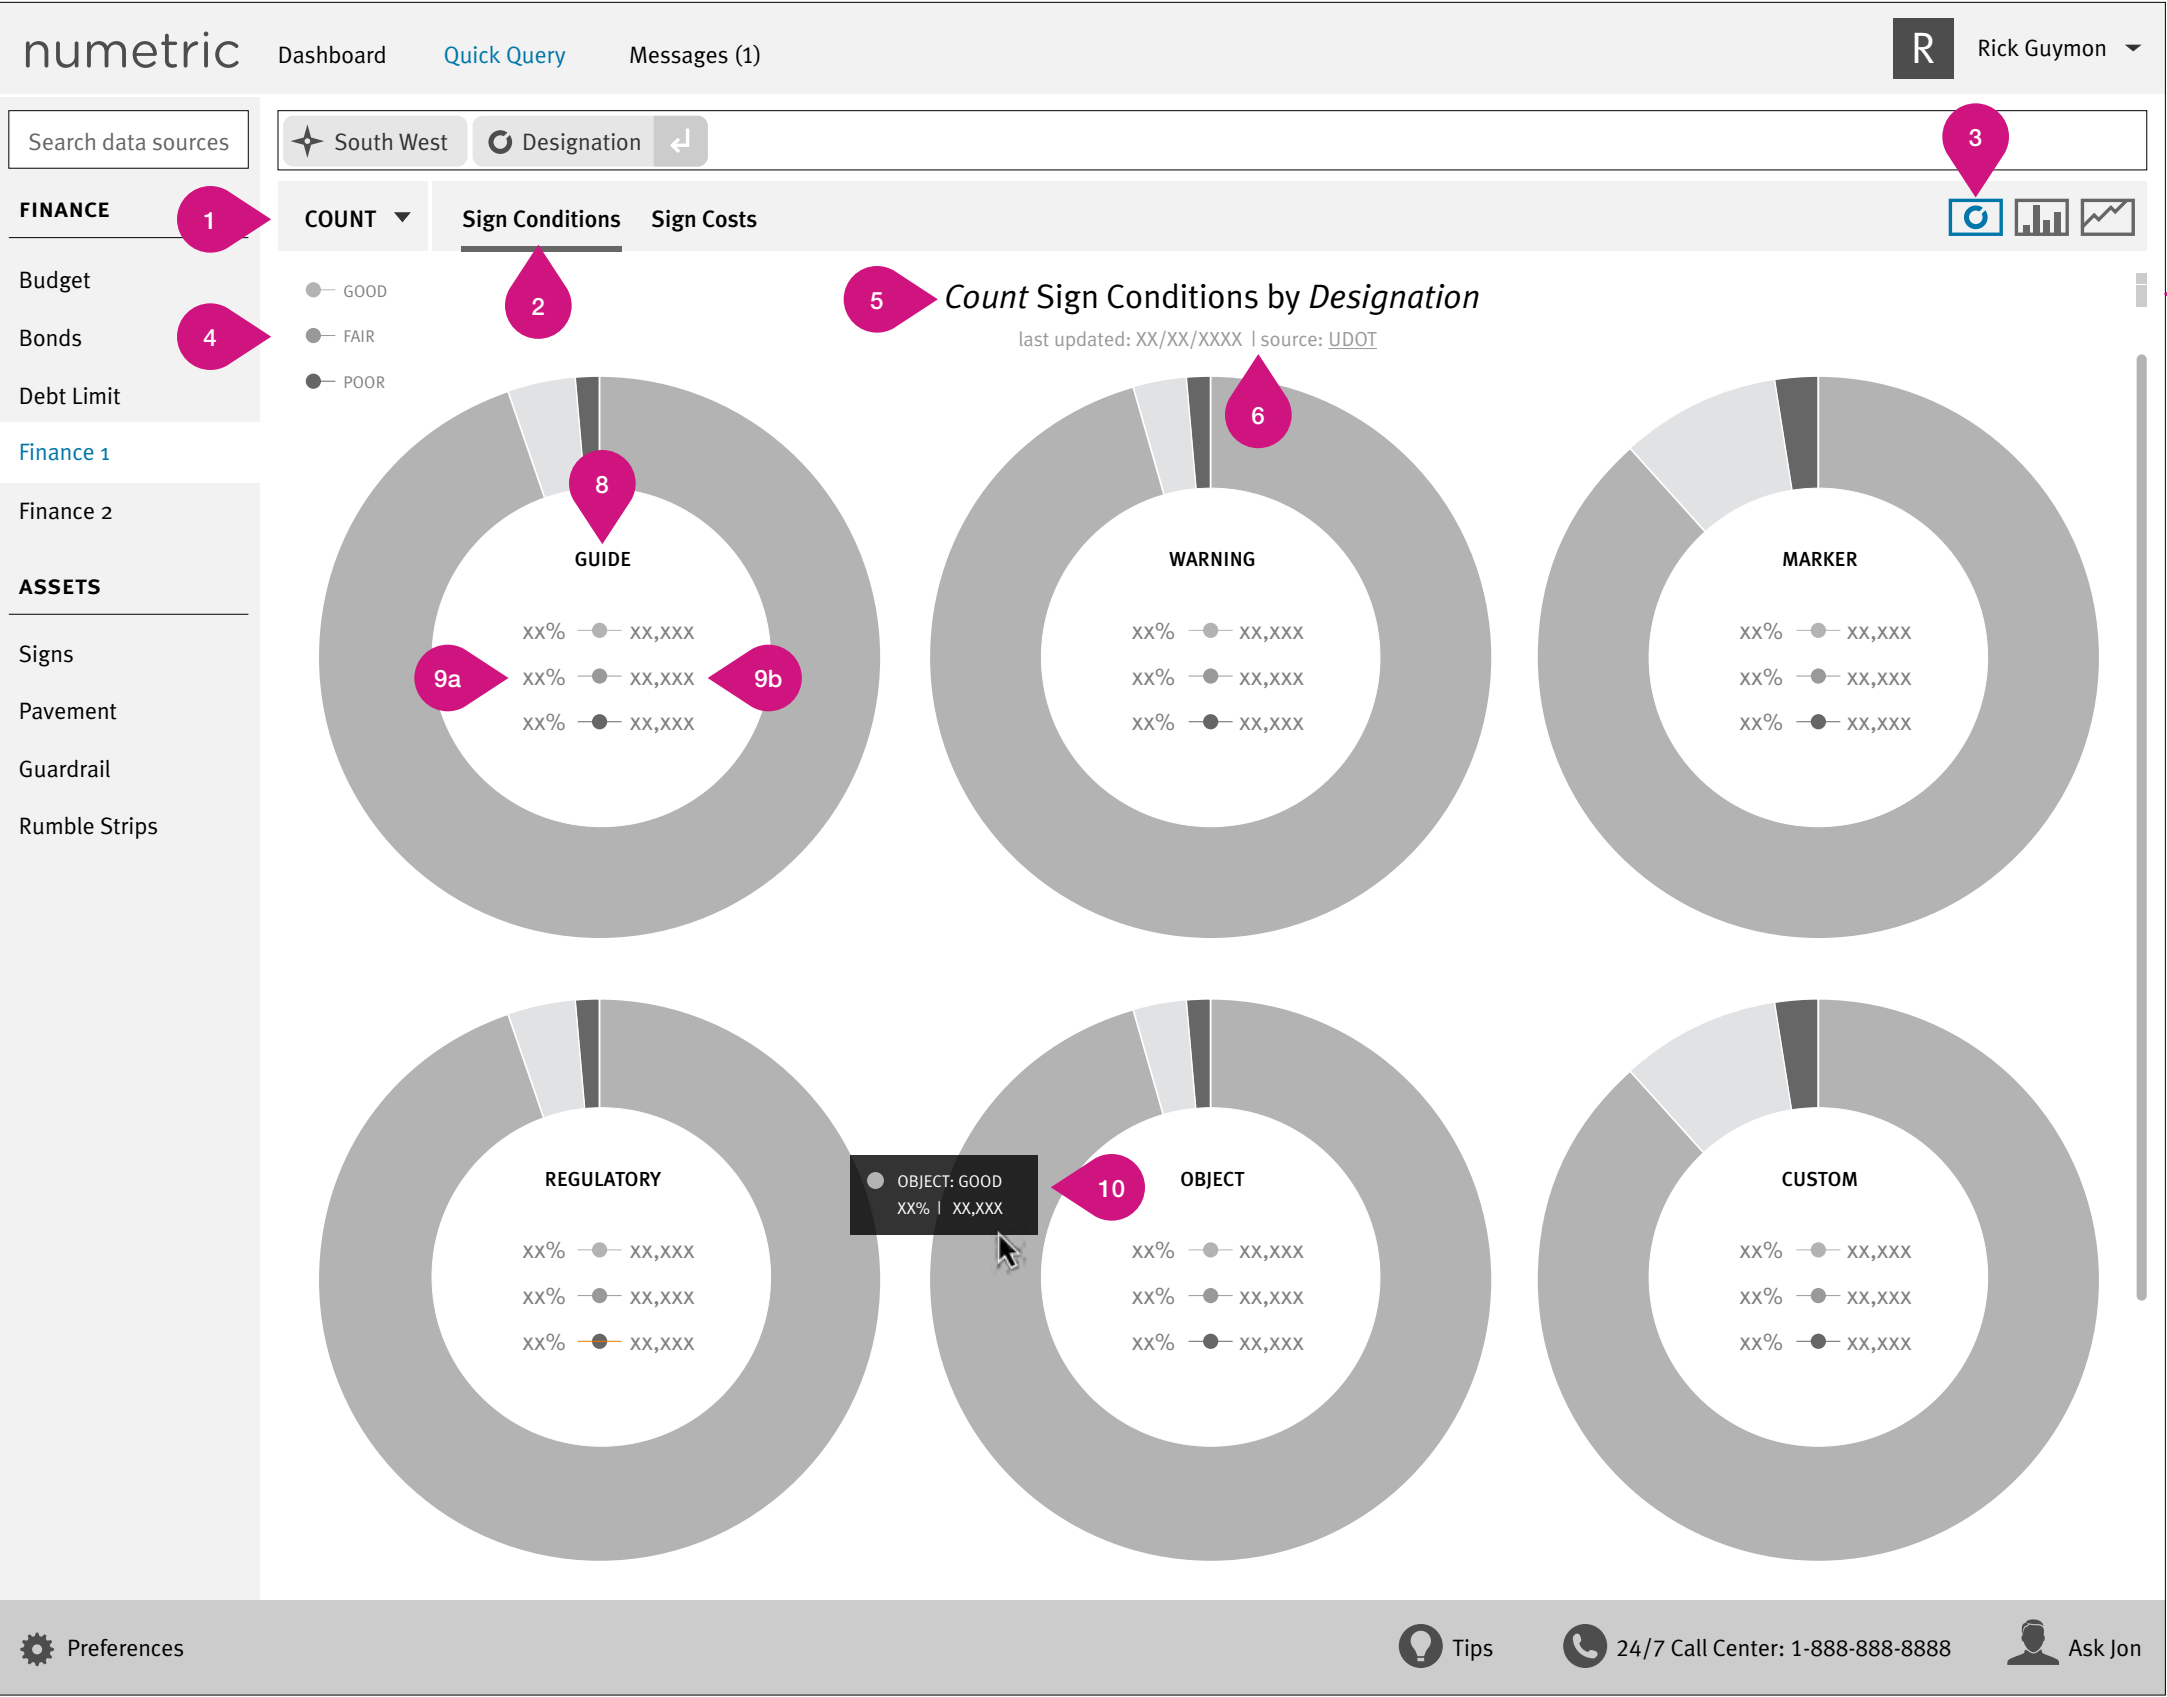 numetric Dashboard Quick Query Messages (1) R Rick Guymon
Search data sources
South West Designation
3
FINANCE
1
COUNT Sign Conditions Sign Costs
Budget
Bonds
Debt Limit
Finance 1
Finance 2
ASSETS
Signs
Pavement
Guardrail
Rumble Strips
GOOD
4
FAIR
POOR
2
5
Count Sign Conditions by Designation
last updated: XX/XX/XXXX | source: UDOT
6
8
GUIDE
xx% xx,xxx
9a xx% xx,xxx 9b
xx% xx,xxx
WARNING
xx% xx,xxx
xx% xx,xxx
xx% xx,xxx
MARKER
xx% xx,xxx
xx% xx,xxx
xx% xx,xxx
REGULATORY
xx% xx,xxx
xx% xx,xxx
xx% xx,xxx
OBJECT: GOOD
XX% | XX,XXX
10
OBJECT
xx% xx,xxx
xx% xx,xxx
xx% xx,xxx
CUSTOM
xx% xx,xxx
xx% xx,xxx
xx% xx,xxx
Preferences Tips 24/7 Call Center: 1-888-888-8888 Ask Jon